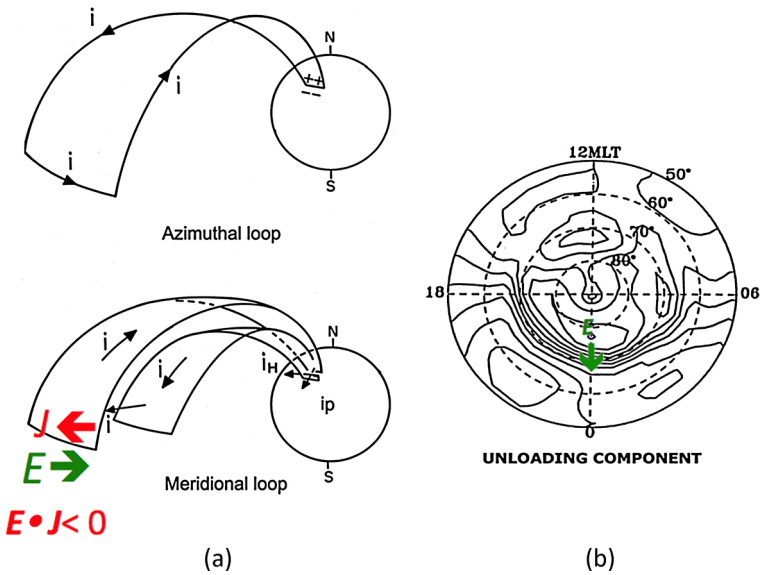 i
N
i
++
– –
i
S
Azimuthal loop
i
i
N
iH
ip
i
J
E
S
Meridional loop
E • J< 0
(a)
12MLT
50°
60°
70°
80°
18
06
E
0
UNLOADING COMPONENT
(b)